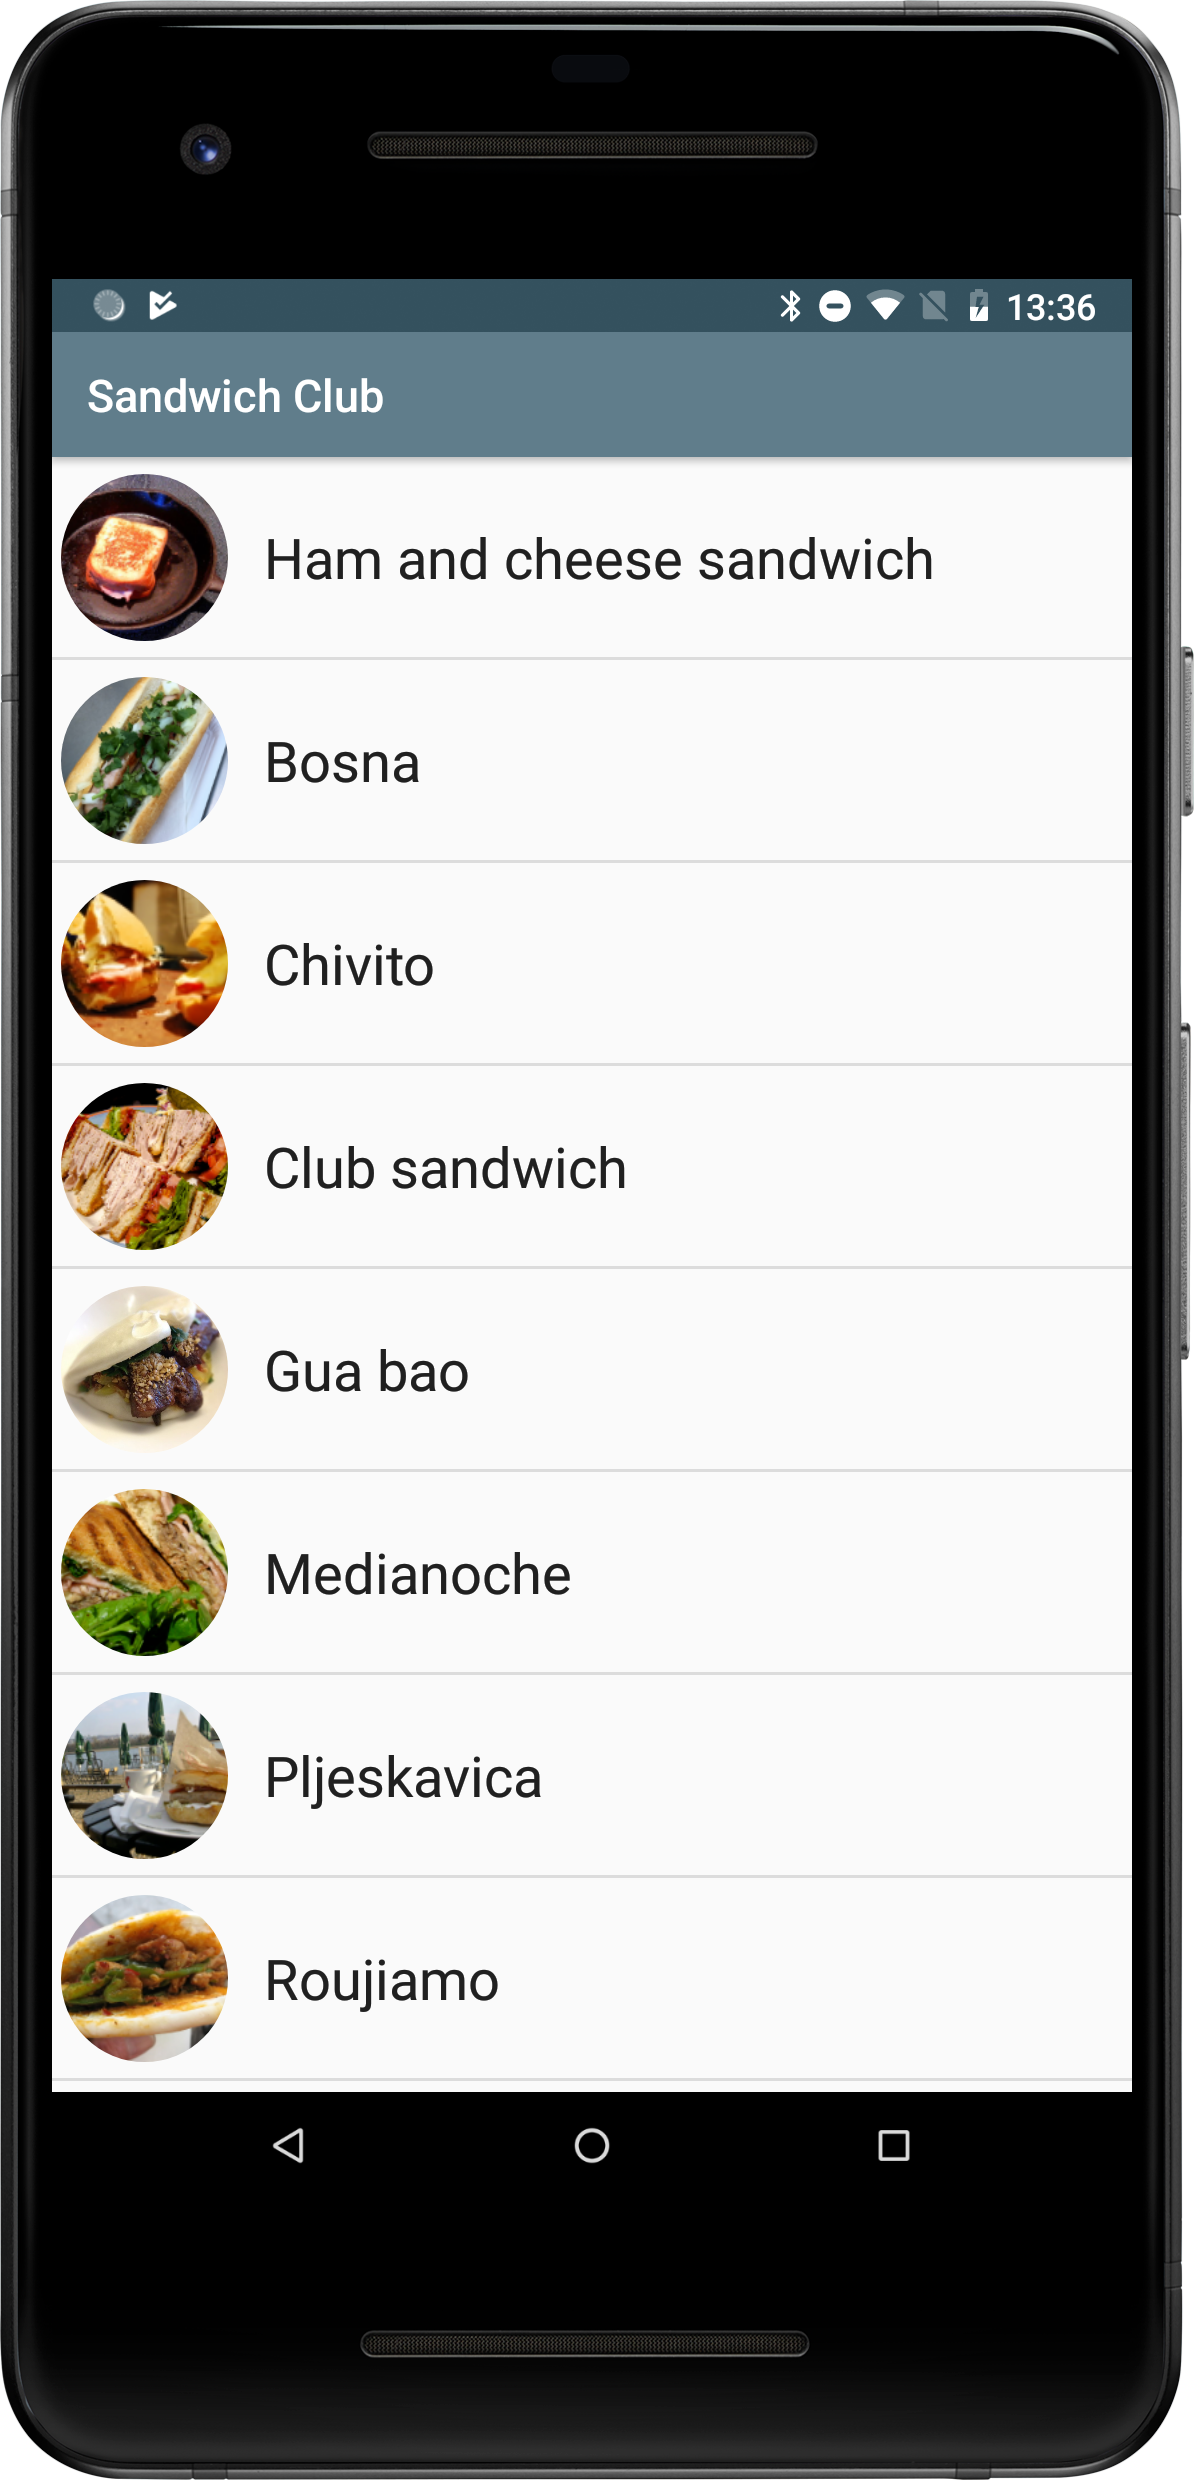 13:36
Sandwich Club
Ham and cheese sandwich
Bosna
Chivito
Club sandwich
Gua bao
Medianoche
Pljeskavica
Roujiamo